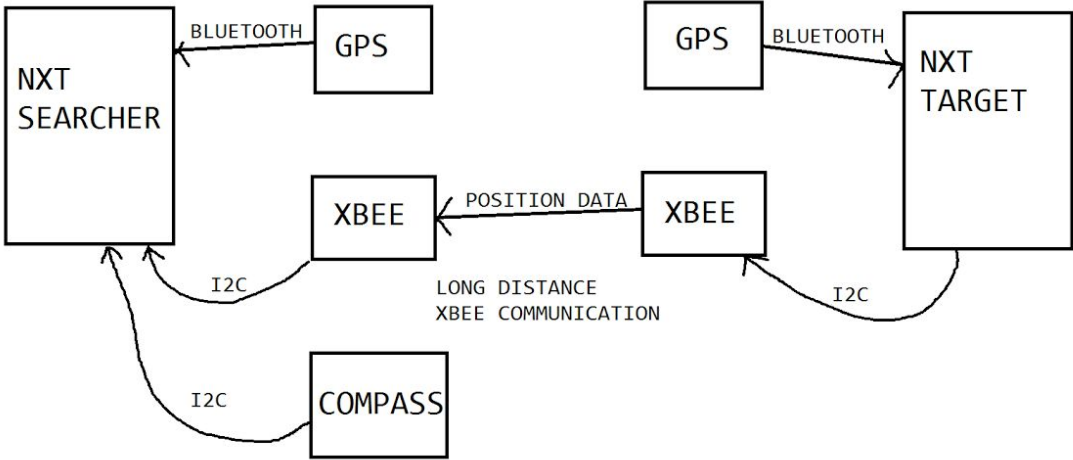 NXT
SEARCHER
BLUETOOTH
GPS
GPS
BLUETOOTH
NXT
TARGET
XBEE
POSITION DATA
XBEE
I2C
LONG DISTANCE
XBEE COMMUNICATION
I2C
I2C
COMPASS